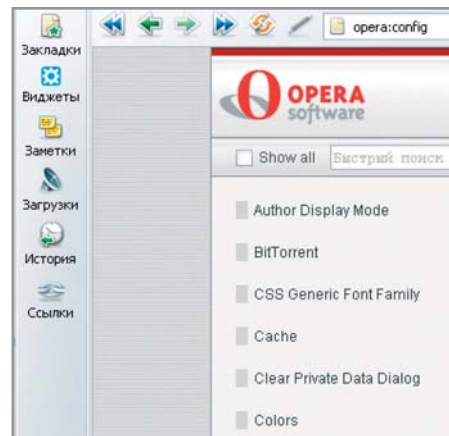 Закладки
Виджеты
Заметки
Загрузки
История
Ссылки
opera:config
OPERA
software
Show all Быстрый поиск
Author Display Mode
BitTorrent
CSS Generic Font Family
Cache
Clear Private Data Dialog
Colors